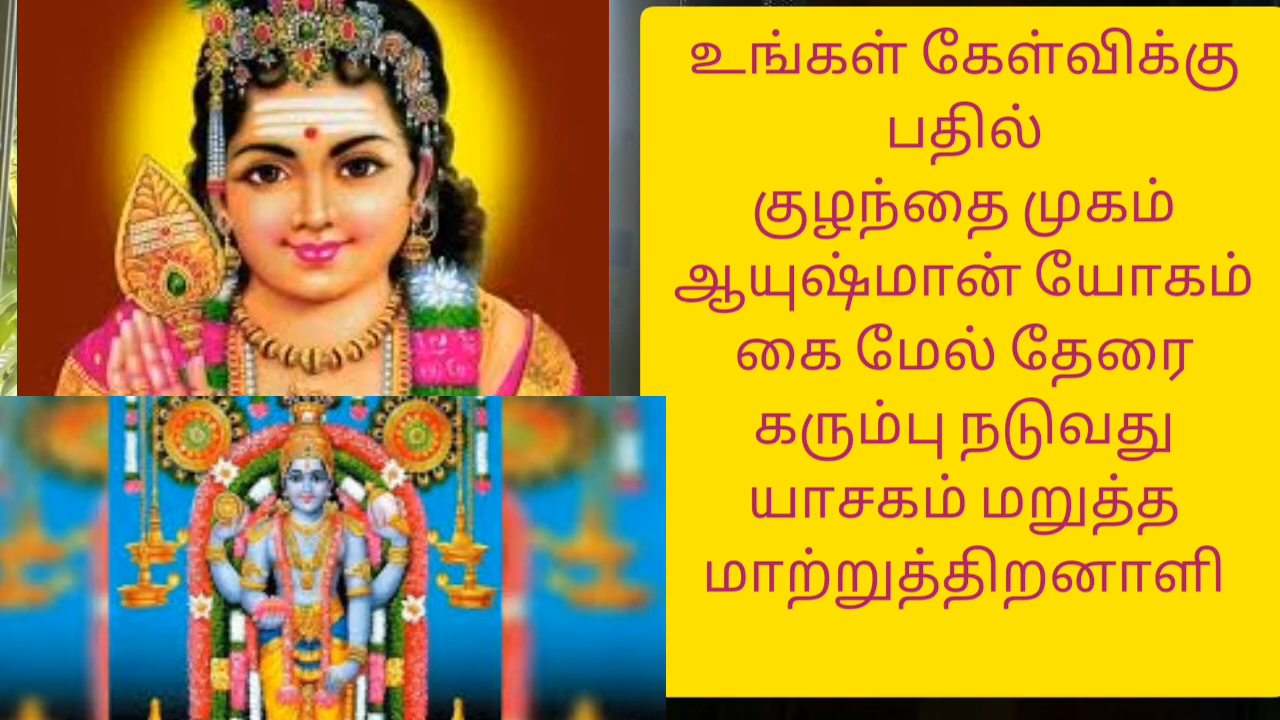 உங்கள் கேள்விக்கு
பதில்
குழந்தை முகம்
ஆயுஷ்மான் யோகம்
கை மேல் தேரை
கரும்பு நடுவது
யாசகம் மறுத்த
மாற்றுத்திறனாளி